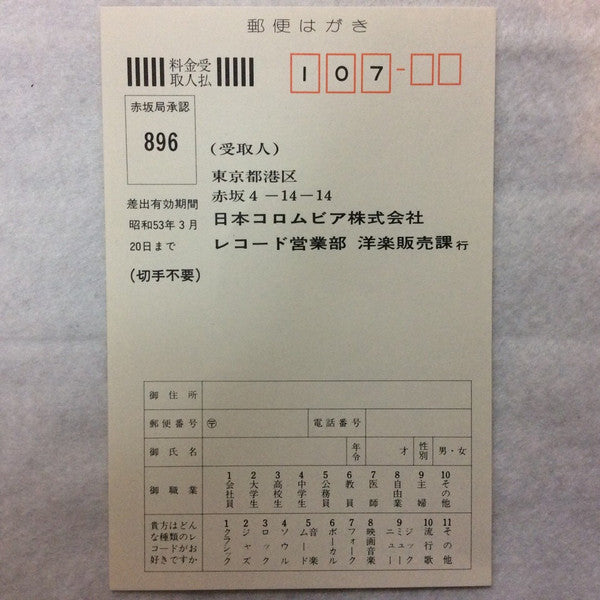 郵便はがき
料金受
取人払
107-
赤坂局承認
896
差出有効期間
昭和53年3月
20日まで
(切手不要)
(受取人)
東京都港区
赤坂4-14-14
日本コロムビア株式会社
レコード営業部 洋楽販売課行
御住所
郵便番号 〒 電話番号
御氏名 年令 才 性別 男・女
御職業 1会社員 2大学生 3高校生 4中学生 5公務員 6教員 7医師 8自由業 9主婦 10その他
貴方はどん
な種類のレ
コードがお
好きですか
1クラシック 2ジャズ 3ロック 4ソウル 5ムード音楽 6ボーカル 7フォーク 8映画音楽 9ニューミュージック 10流行歌 11その他